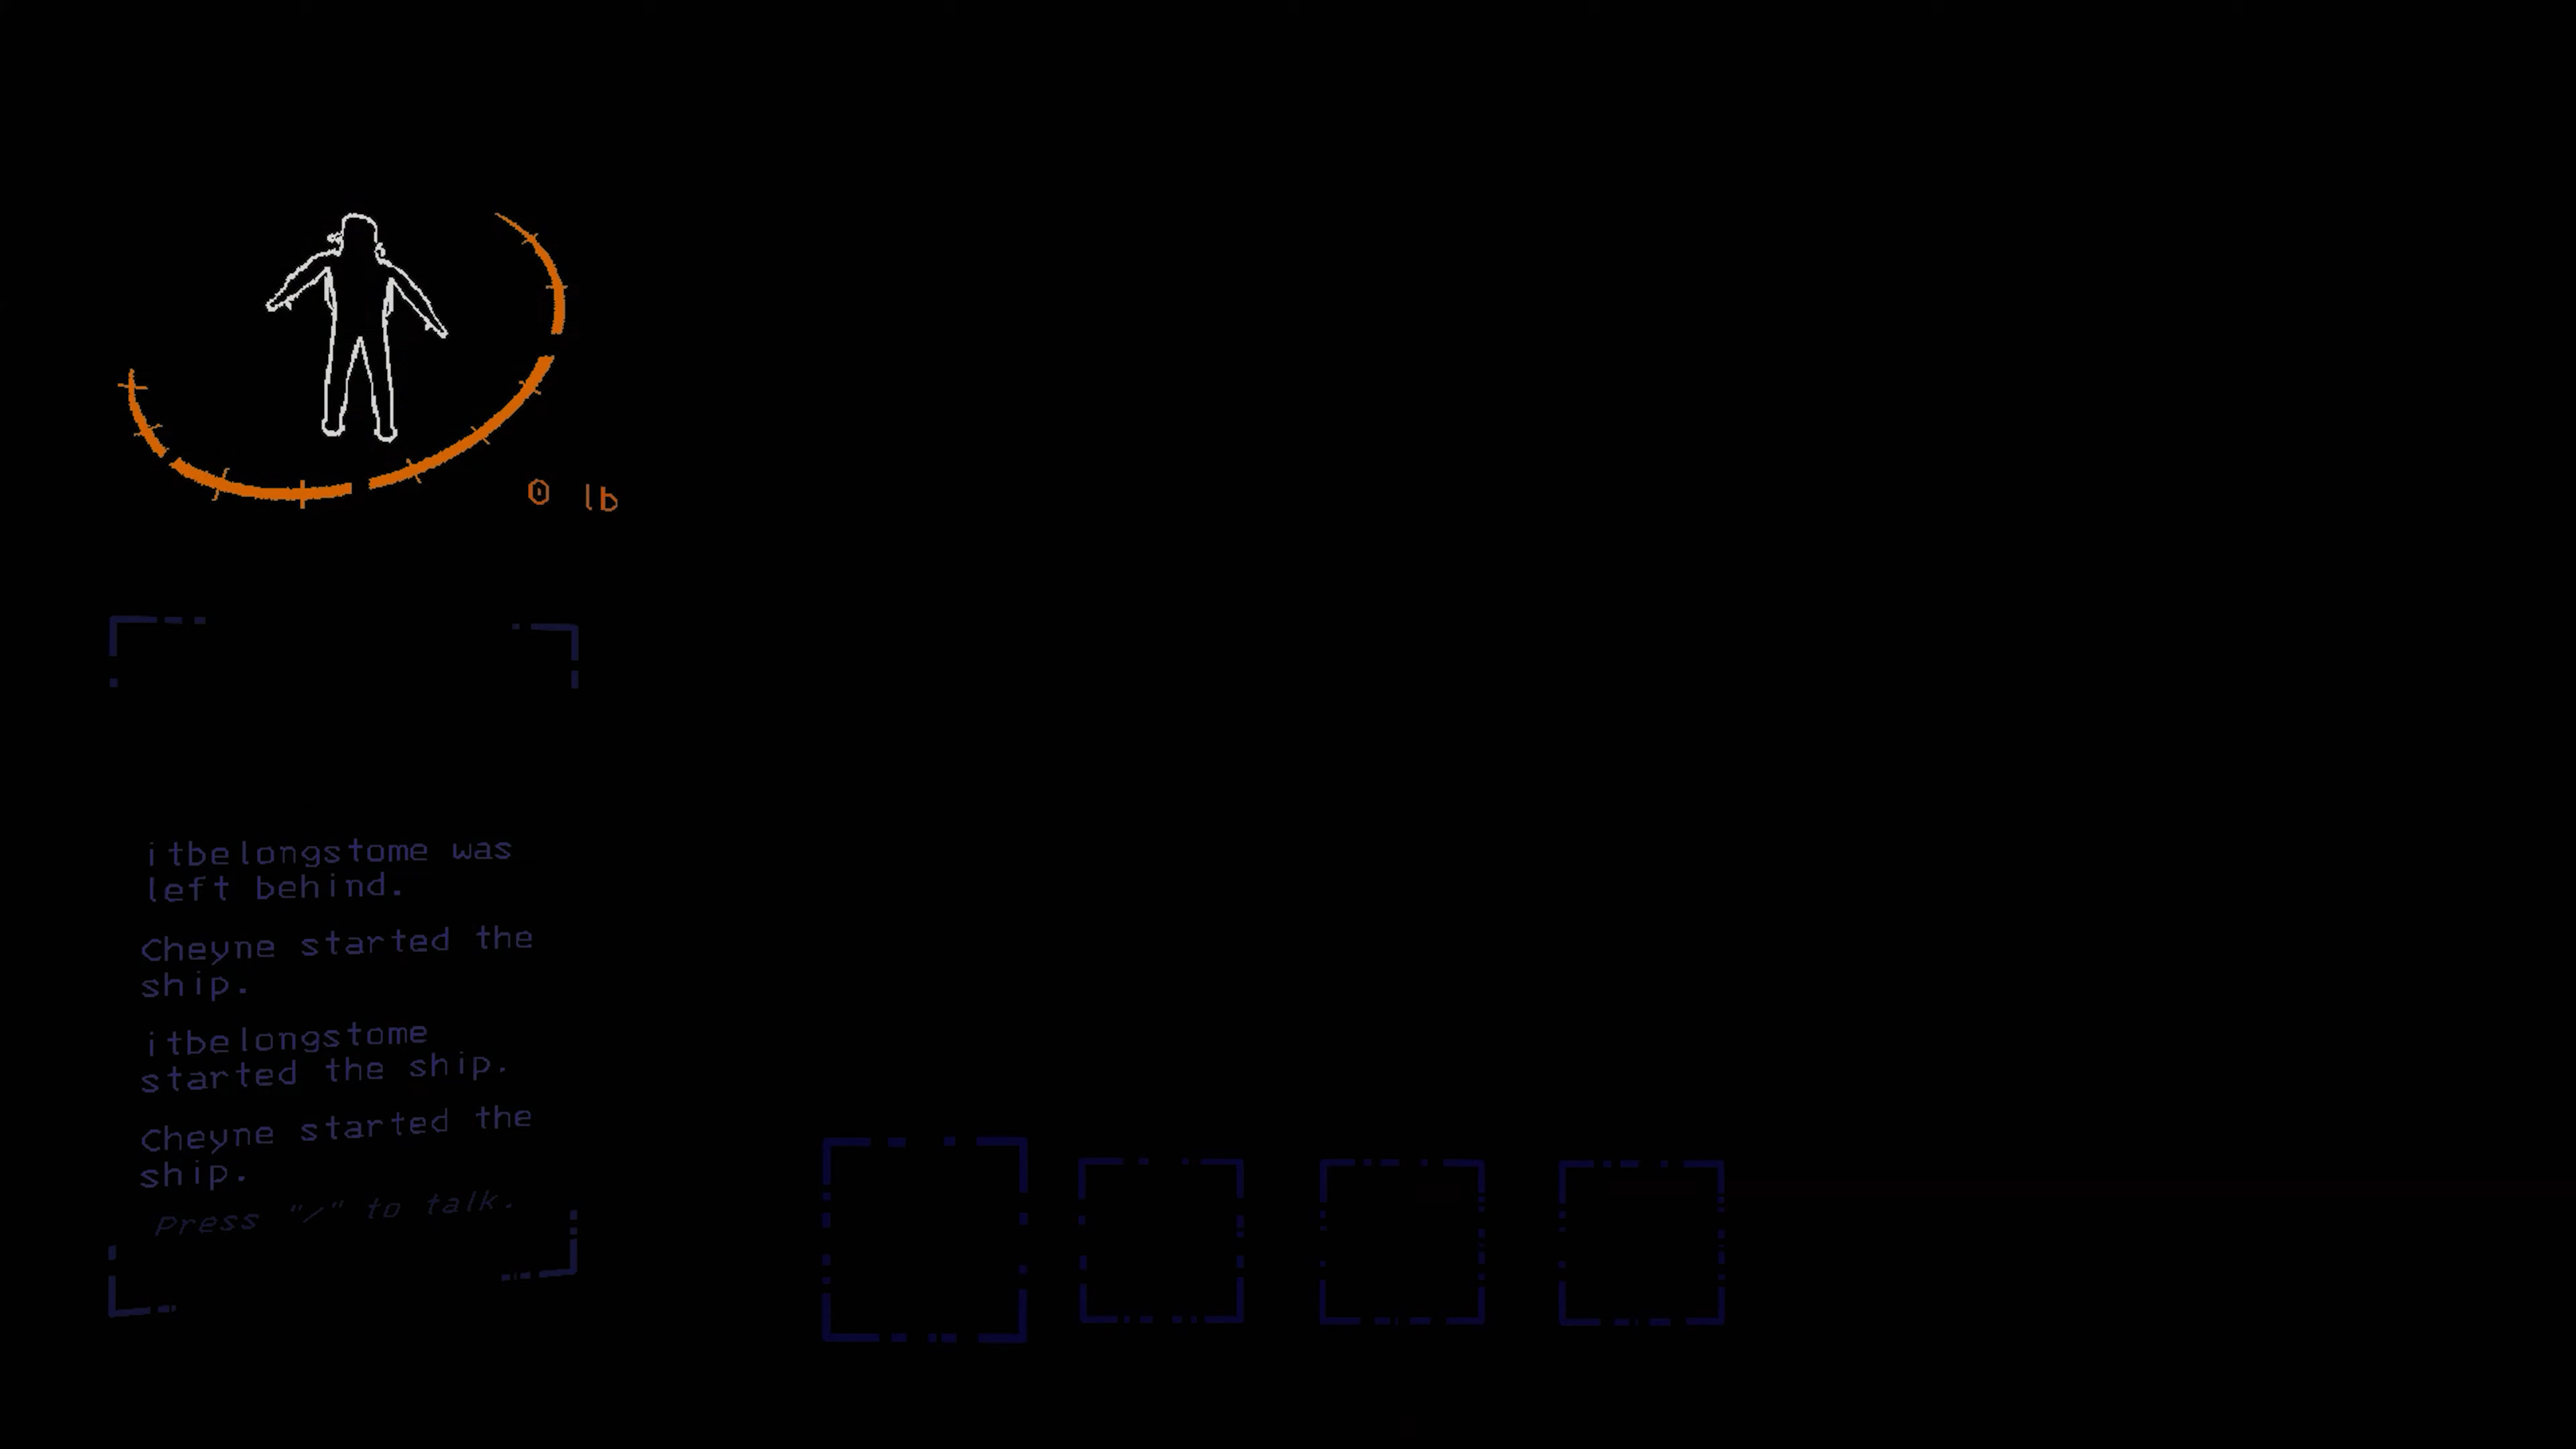 0 lb
itbelongstome was
left behind.
Cheyne started the
ship.
itbelongstome
started the ship.
Cheyne started the
ship.
Press "/" to talk.